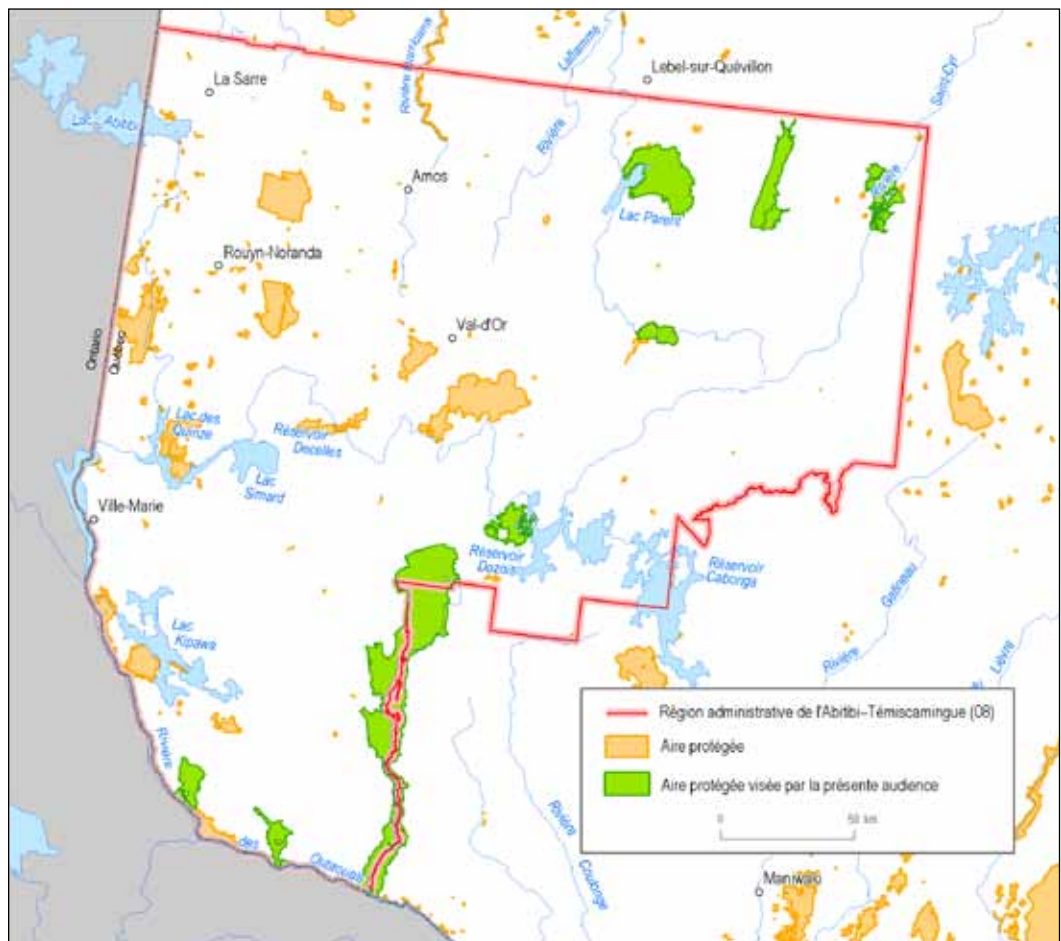 La Sarre
Lac Abitibi
Rivière Harricana
Rivière
Laflamme
Lebel-sur-Quévillon
Rivière
Saint-Cyr
Amos
Lac Parent
Rouyn-Noranda
Val-d'Or
Ontario
Québec
Lac des
Quinze
Réservoir
Decelles
Lac
Simard
Ville-Marie
Réservoir
Dozois
Réservoir
Cabonga
Lac
Kipawa
Rivière
des
Outaouais
Rivière
Gatineau
Lièvre
Rivière
Coulonge
Maniwaki
Région administrative de l'Abitibi–Témiscamingue (08)
Aire protégée
Aire protégée visée par la présente audience
0 50 km